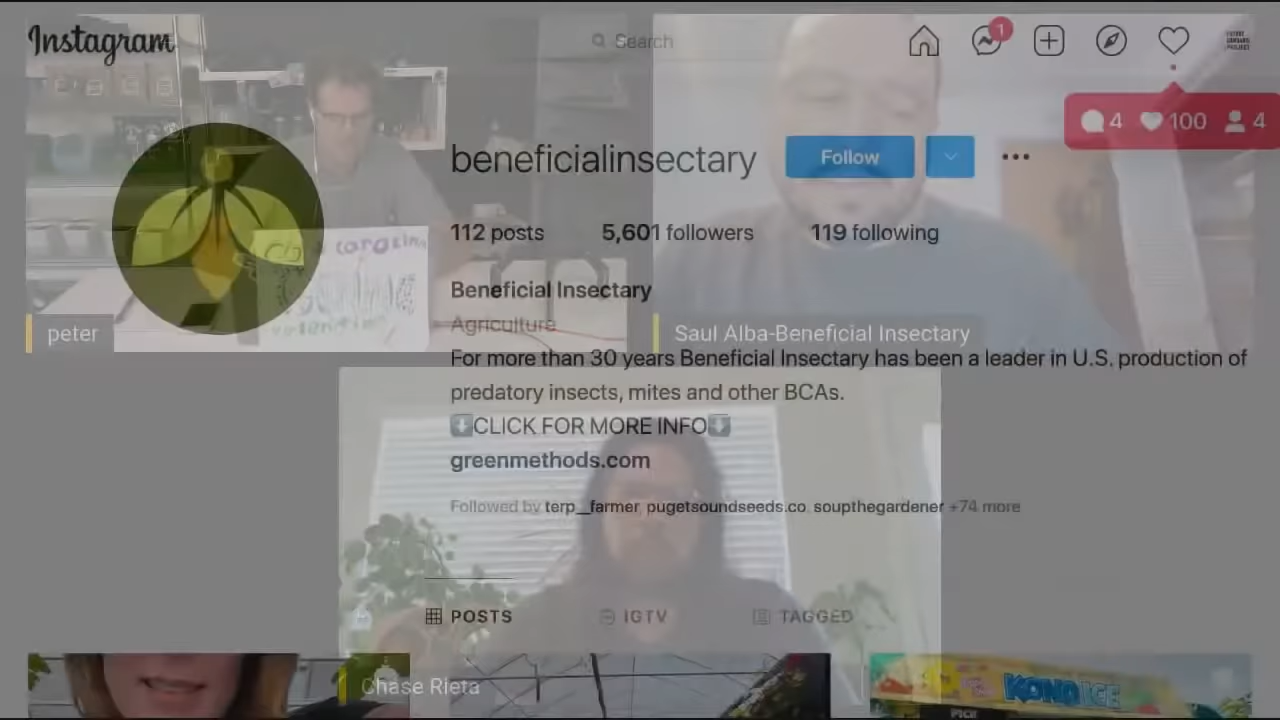 Instagram
Search
1
4 100 4
beneficialinsectary Follow
112 posts 5,601 followers 119 following
Beneficial Insectary
Agriculture
peter
Saul Alba-Beneficial Insectary
For more than 30 years Beneficial Insectary has been a leader in U.S. production of
predatory insects, mites and other BCAs.
⬇️CLICK FOR MORE INFO⬇️
greenmethods.com
Followed by terp__farmer, pugetsoundseeds.co, soupthegardener +74 more
POSTS IGTV TAGGED
Chase Rieta
KONA ICE